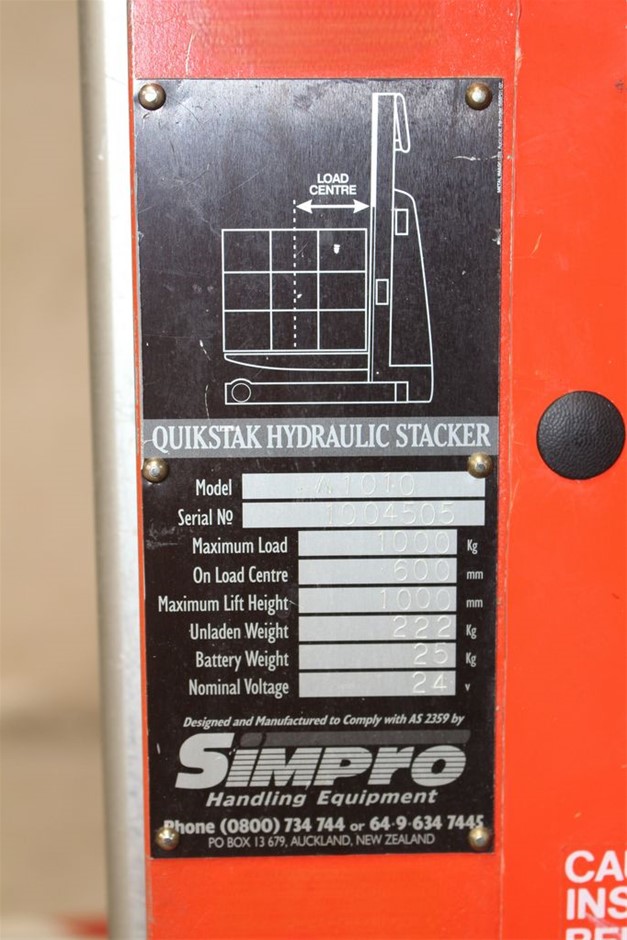 LOAD
CENTRE
QUIKSTAK HYDRAULIC STACKER
Model A1010
Serial No 1004505
Maximum Load 1000 Kg
On Load Centre 600 mm
Maximum Lift Height 1000 mm
Unladen Weight 222 Kg
Battery Weight 25 Kg
Nominal Voltage 24 v
Designed and Manufactured to Comply with AS 2359 by
Simpro
Handling Equipment
Phone (0800) 734 744 or 64-9-634 7445
PO BOX 13 679, AUCKLAND, NEW ZEALAND
CAU
INS